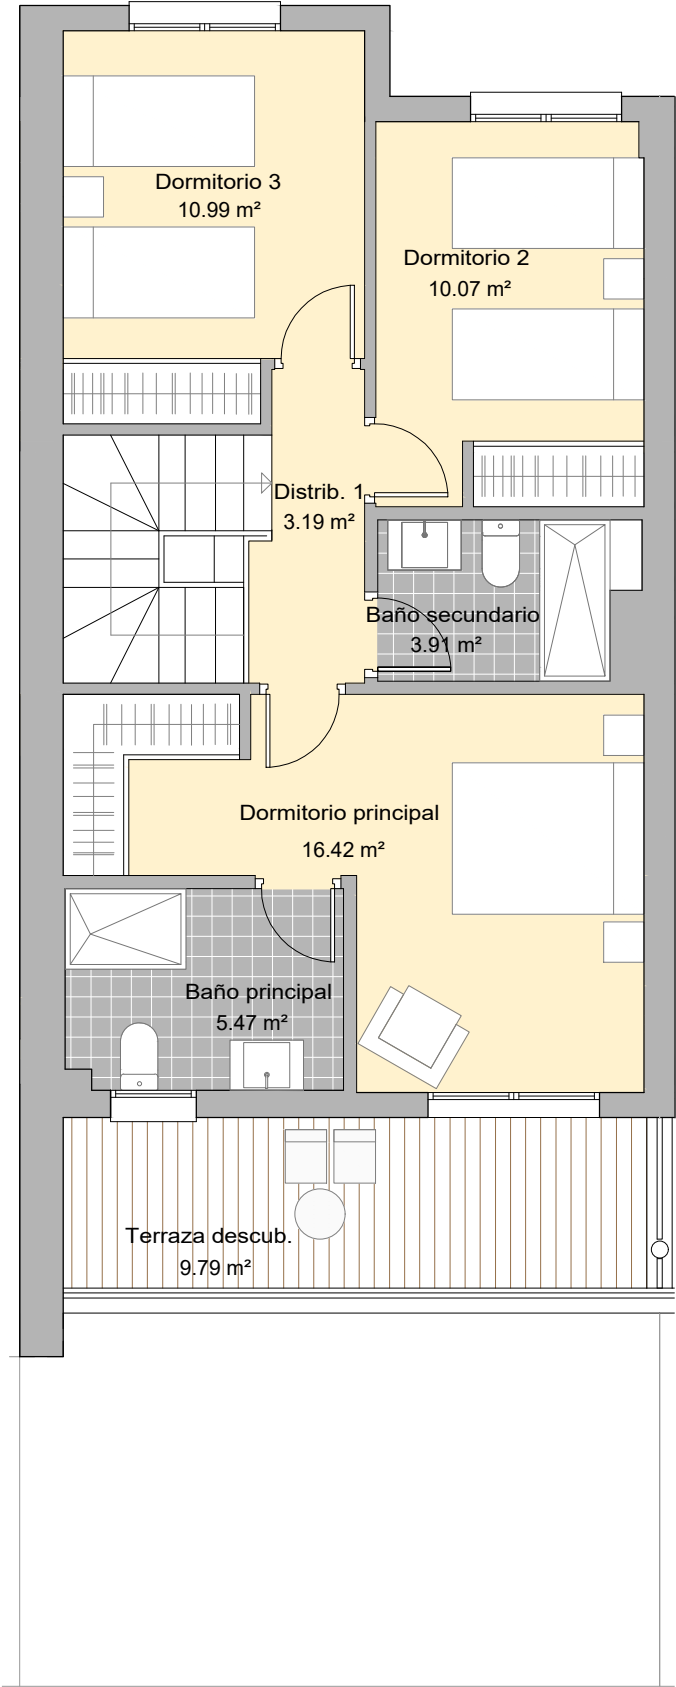 Dormitorio 3
10.99 m²
Dormitorio 2
10.07 m²
Distrib. 1
3.19 m²
Baño secundario
3.91 m²
Dormitorio principal
16.42 m²
Baño principal
5.47 m²
Terraza descub.
9.79 m²